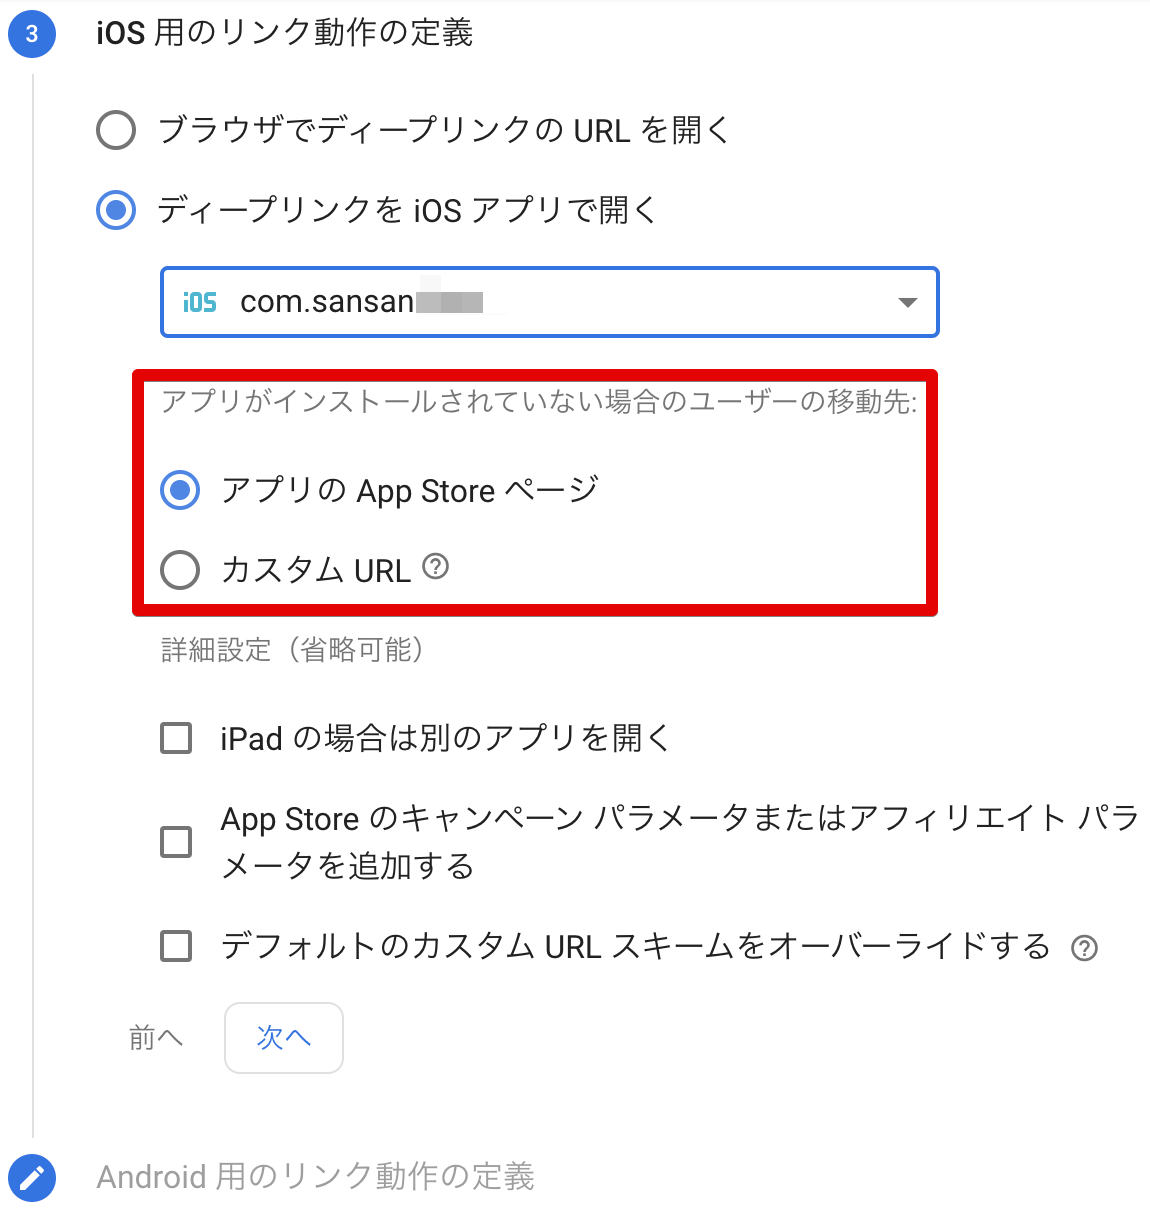 3 iOS 用のリンク動作の定義
ブラウザでディープリンクの URL を開く
ディープリンクを iOS アプリで開く
iOS com.sansan
アプリがインストールされていない場合のユーザーの移動先:
アプリの App Store ページ
カスタム URL ?
詳細設定（省略可能）
iPad の場合は別のアプリを開く
App Store のキャンペーン パラメータまたはアフィリエイト パラ
メータを追加する
デフォルトのカスタム URL スキームをオーバーライドする ?
前へ 次へ
Android 用のリンク動作の定義